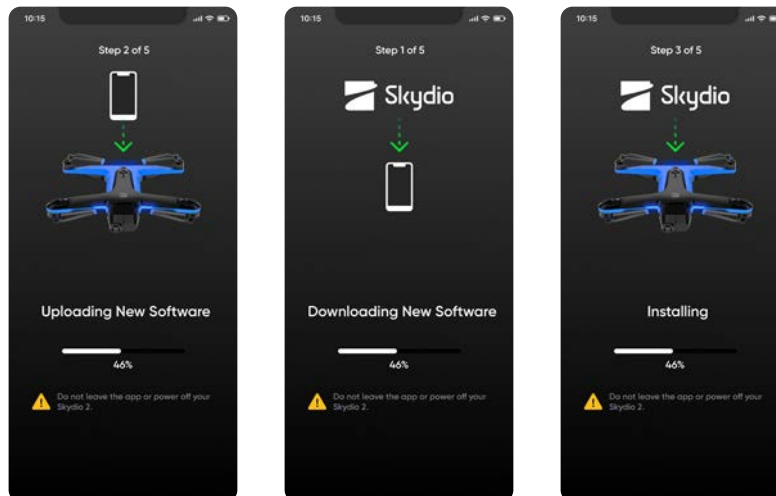 10:15
Step 2 of 5
Uploading New Software
46%
Do not leave the app or power off your
Skydio 2.
10:15
Step 1 of 5
Skydio
Downloading New Software
46%
Do not leave the app or power off your
Skydio 2.
10:15
Step 3 of 5
Skydio
Installing
46%
Do not leave the app or power off your
Skydio 2.